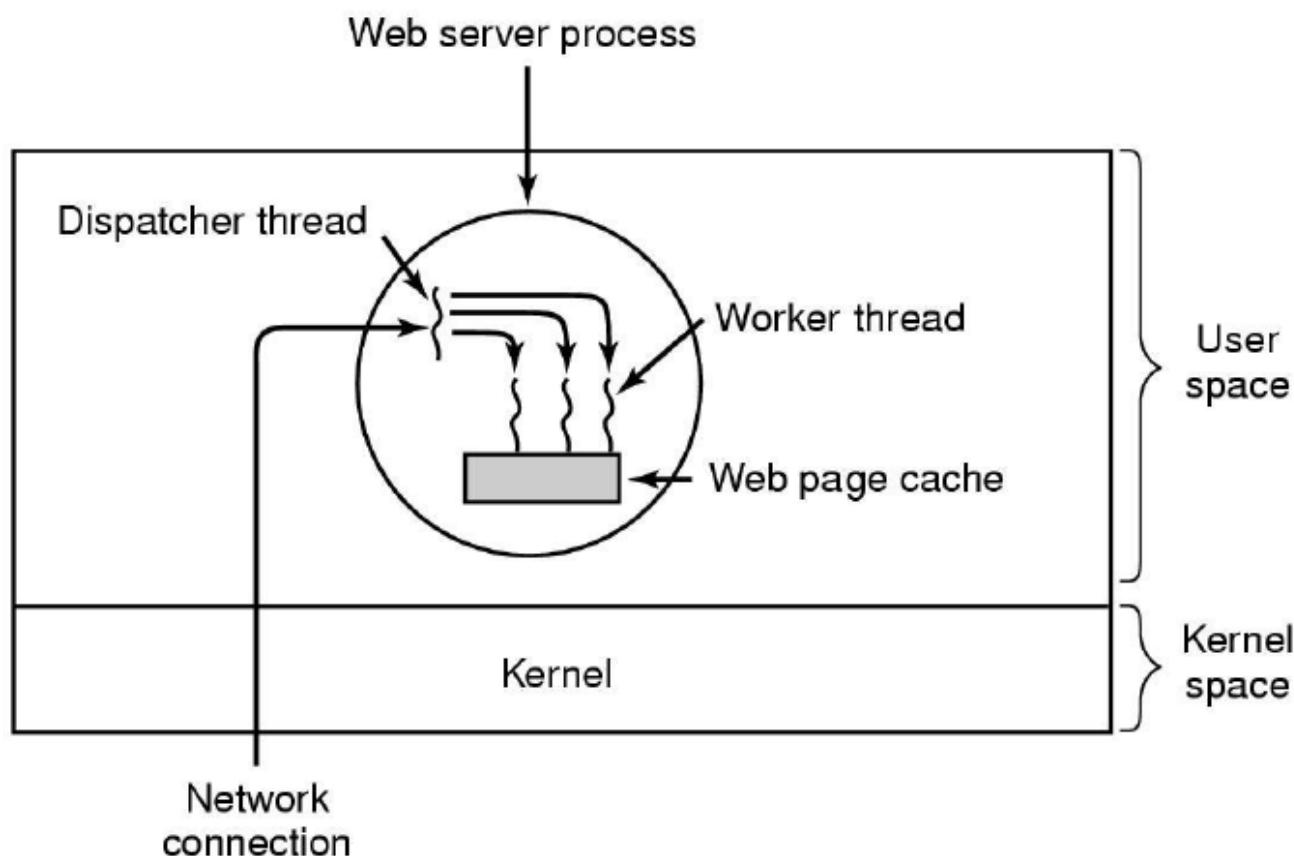 Web server process
Dispatcher thread
Worker thread
User
space
Web page cache
Kernel
Kernel
space
Network
connection